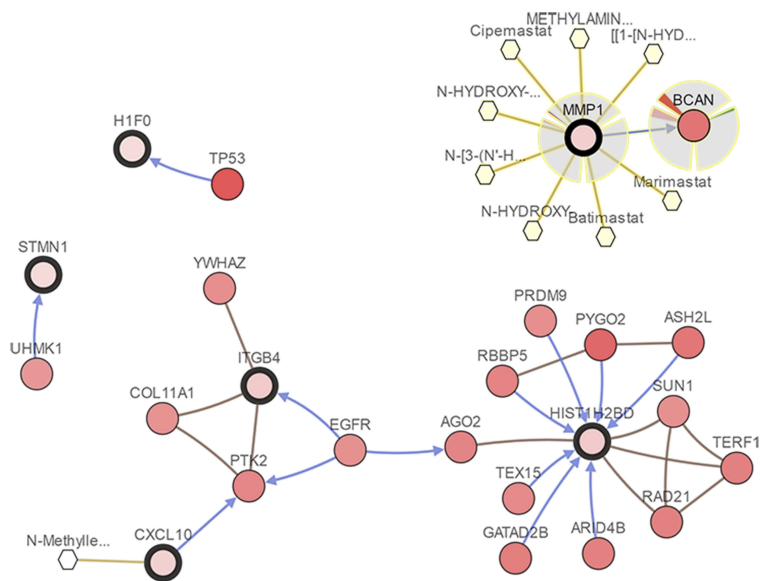 METHYLAMIN...
Cipemastat
[[1-[N-HYD...
N-HYDROXY-...
MMP1
BCAN
H1F0
TP53
N-[3-(N'-H...
Marimastat
N-HYDROXY...
Batimastat
STMN1
YWHAZ
PRDM9
PYGO2
ASH2L
UHMK1
ITGB4
RBBP5
COL11A1
SUN1
EGFR
AGO2
HIST1H2BD
TERF1
PTK2
TEX15
RAD21
N-Methylle...
CXCL10
GATAD2B
ARID4B